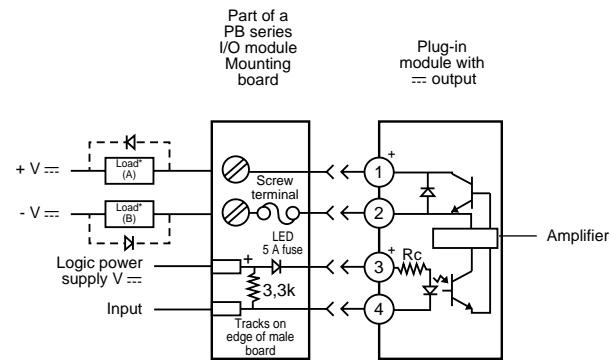 Part of a
PB series
I/O module
Mounting
board
Plug-in
module with
⎓ output
+ V ⎓
Load*
(A)
- V ⎓
Load*
(B)
Screw
terminal
LED
5 A fuse
Logic power
supply V ⎓
+
3,3k
Input
Tracks on
edge of male
board
1
+
2
3
+
Rc
4
Amplifier